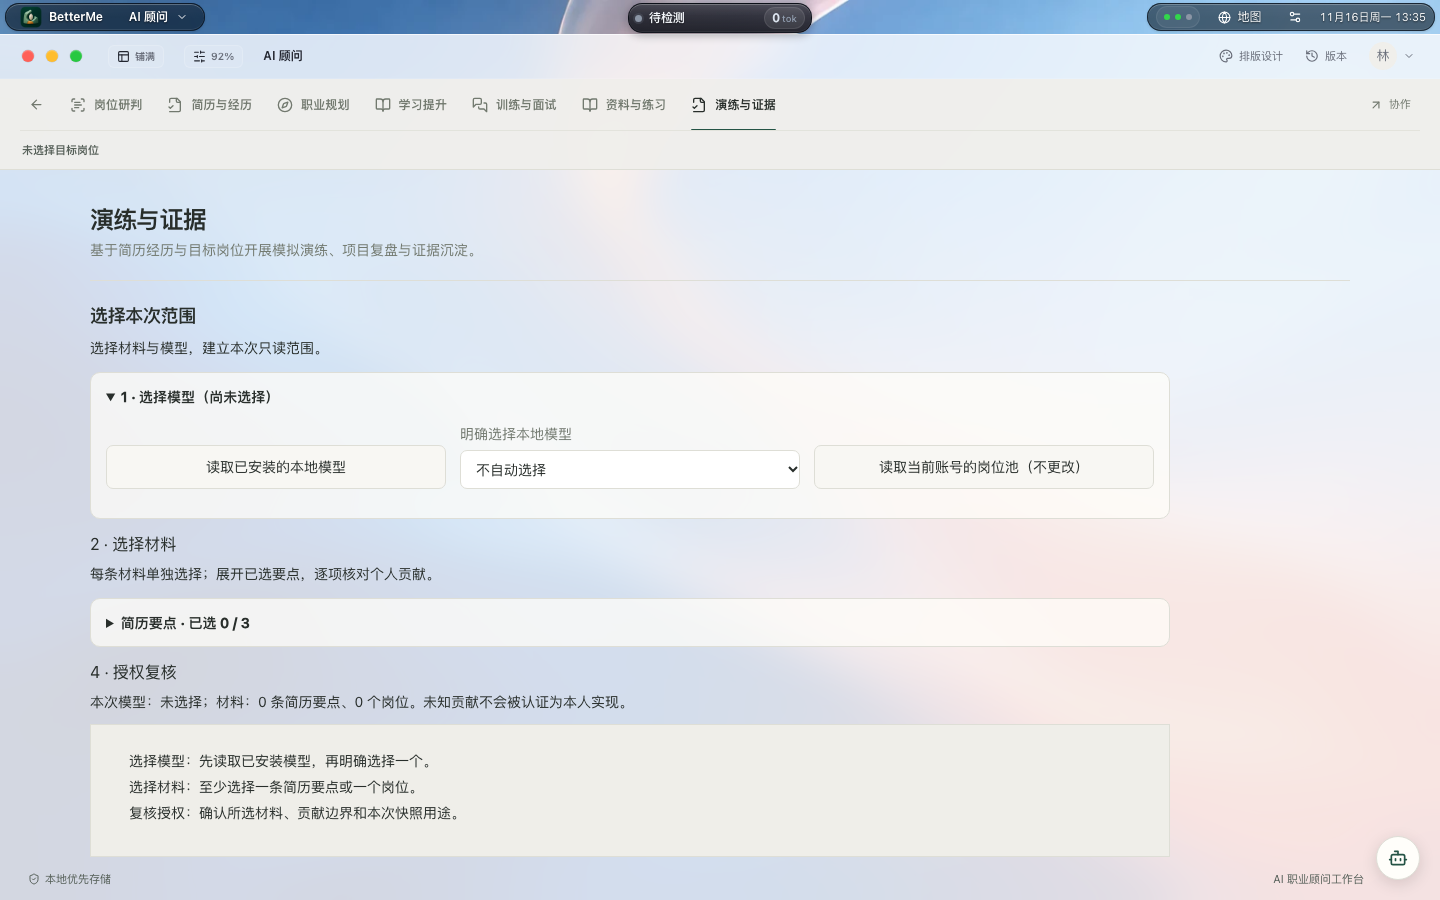 BetterMe AI 顾问
待检测 0 tok
地图 11月16日周一 13:35
铺满 92% AI 顾问
排版设计 版本 林
岗位研判 简历与经历 职业规划 学习提升 训练与面试 资料与练习 演练与证据 协作
未选择目标岗位
演练与证据
基于简历经历与目标岗位开展模拟演练、项目复盘与证据沉淀。
选择本次范围
选择材料与模型，建立本次只读范围。
1 · 选择模型（尚未选择）
明确选择本地模型
读取已安装的本地模型 不自动选择 读取当前账号的岗位池（不更改）
2 · 选择材料
每条材料单独选择；展开已选要点，逐项核对个人贡献。
简历要点 · 已选 0 / 3
4 · 授权复核
本次模型：未选择；材料：0 条简历要点、0 个岗位。未知贡献不会被认证为本人实现。
选择模型：先读取已安装模型，再明确选择一个。
选择材料：至少选择一条简历要点或一个岗位。
复核授权：确认所选材料、贡献边界和本次快照用途。
本地优先存储 AI 职业顾问工作台